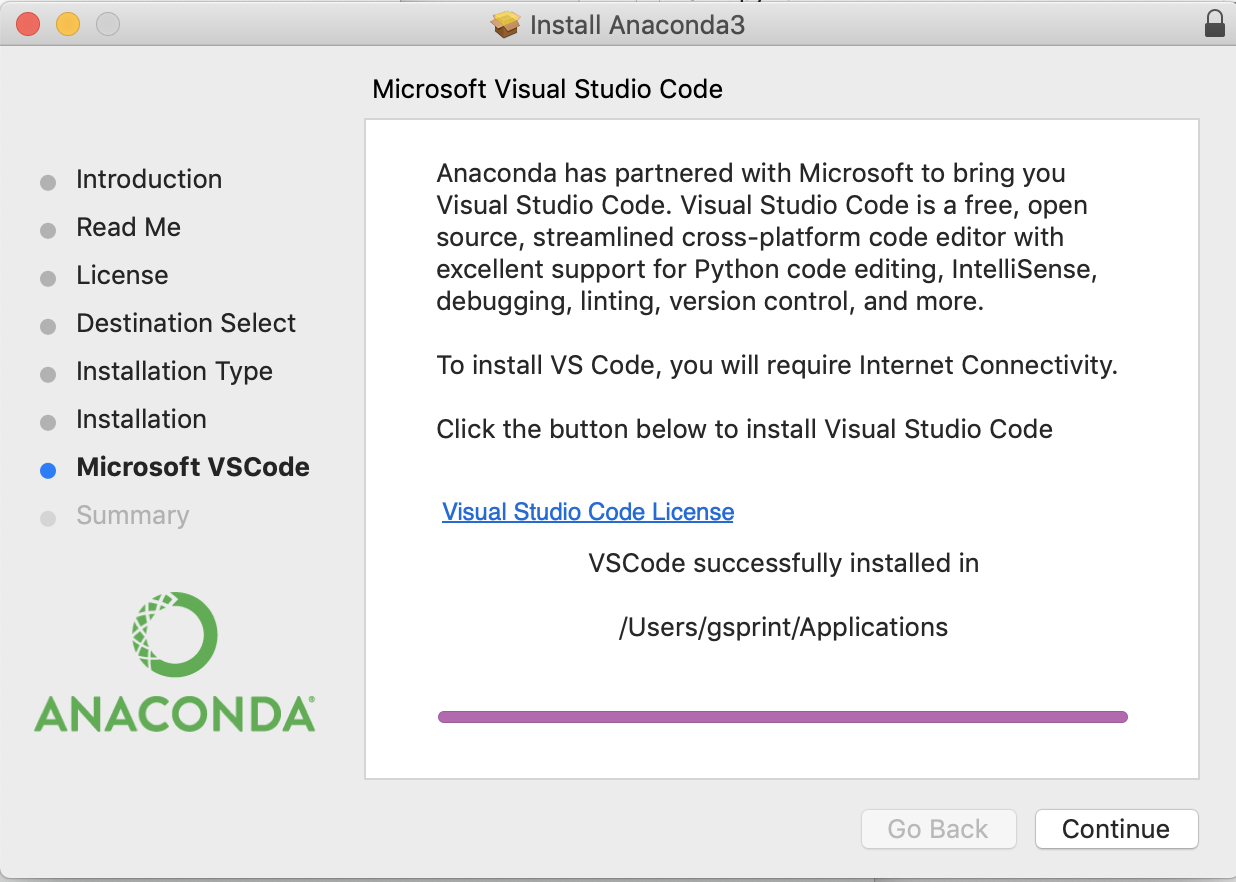 Install Anaconda3
Microsoft Visual Studio Code
Introduction
Read Me
License
Destination Select
Installation Type
Installation
Microsoft VSCode
Summary
ANACONDA®
Anaconda has partnered with Microsoft to bring you
Visual Studio Code. Visual Studio Code is a free, open
source, streamlined cross-platform code editor with
excellent support for Python code editing, IntelliSense,
debugging, linting, version control, and more.
To install VS Code, you will require Internet Connectivity.
Click the button below to install Visual Studio Code
Visual Studio Code License
VSCode successfully installed in
/Users/gsprint/Applications
Go Back
Continue